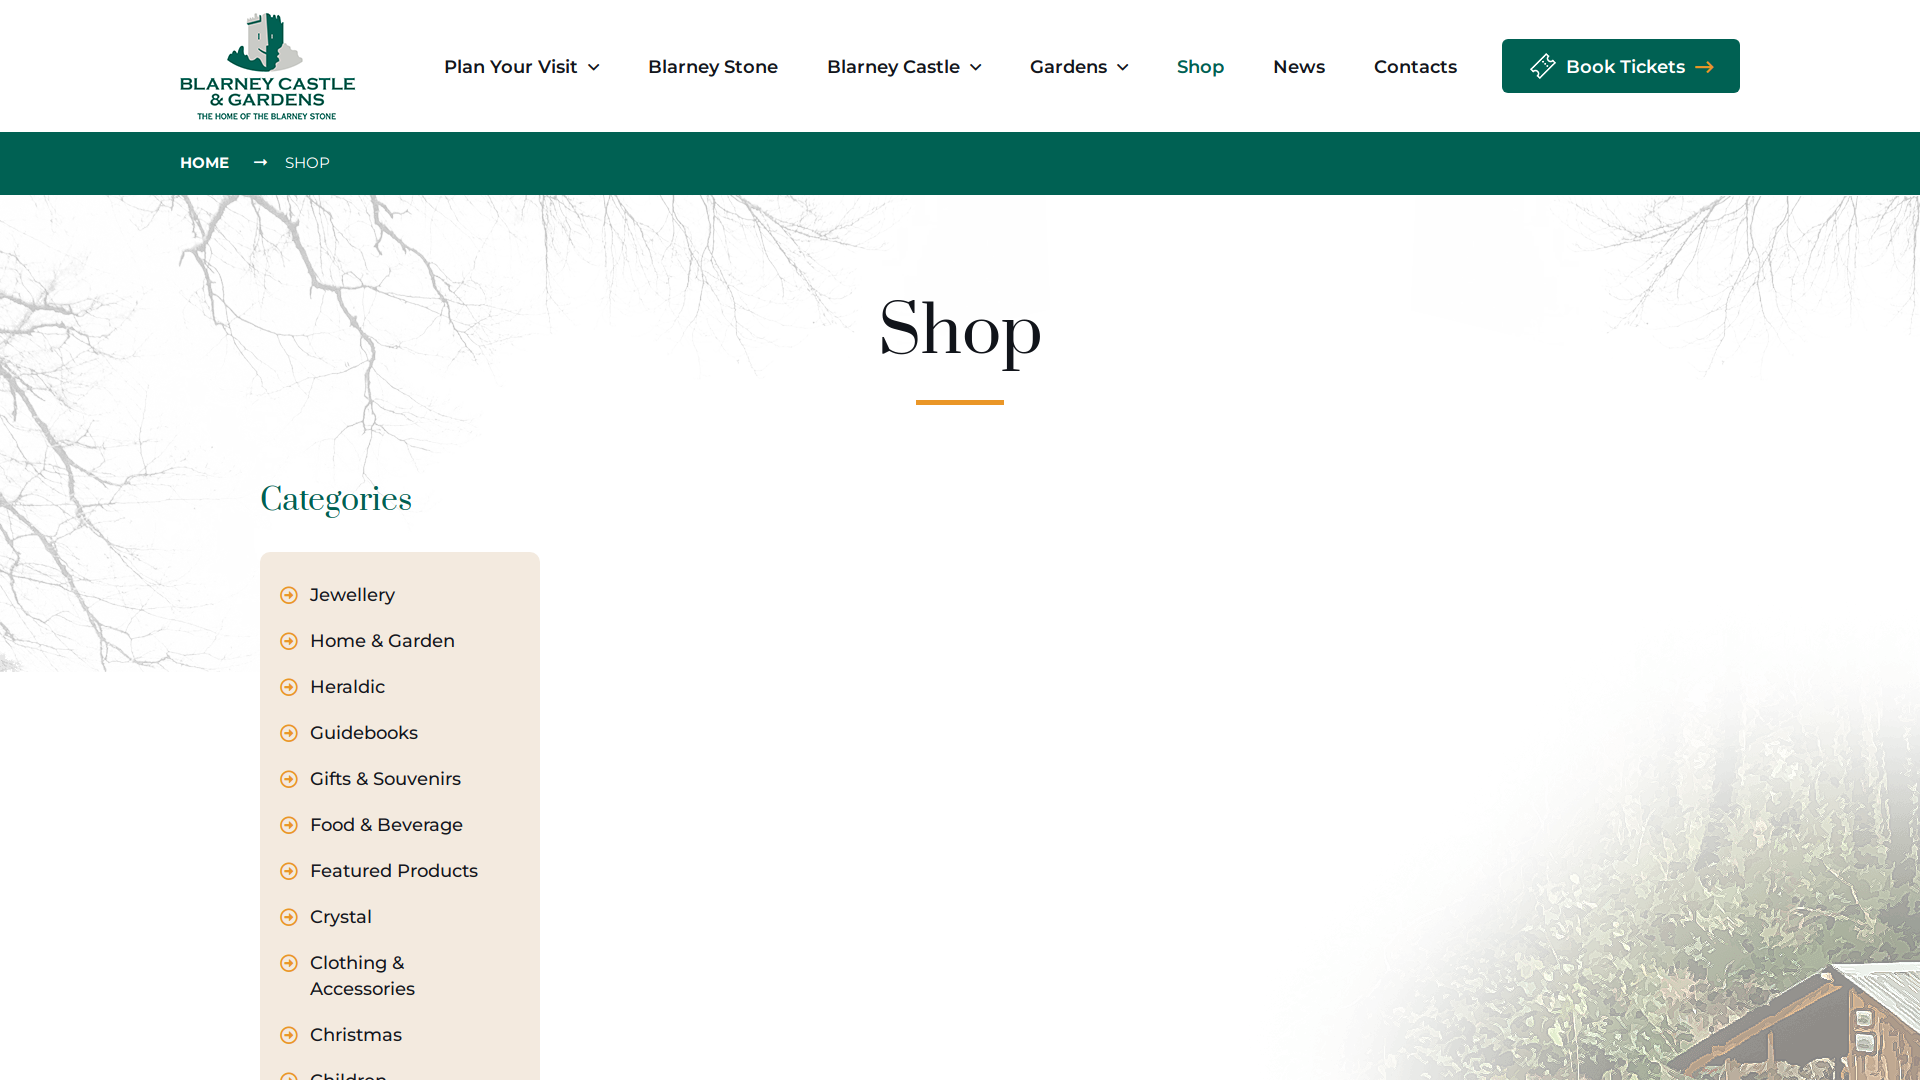 BLARNEY CASTLE
& GARDENS
THE HOME OF THE BLARNEY STONE
Plan Your Visit
Blarney Stone
Blarney Castle
Gardens
Shop
News
Contacts
Book Tickets
HOME
SHOP
Shop
Categories
Jewellery
Home & Garden
Heraldic
Guidebooks
Gifts & Souvenirs
Food & Beverage
Featured Products
Crystal
Clothing &
Accessories
Christmas
Children